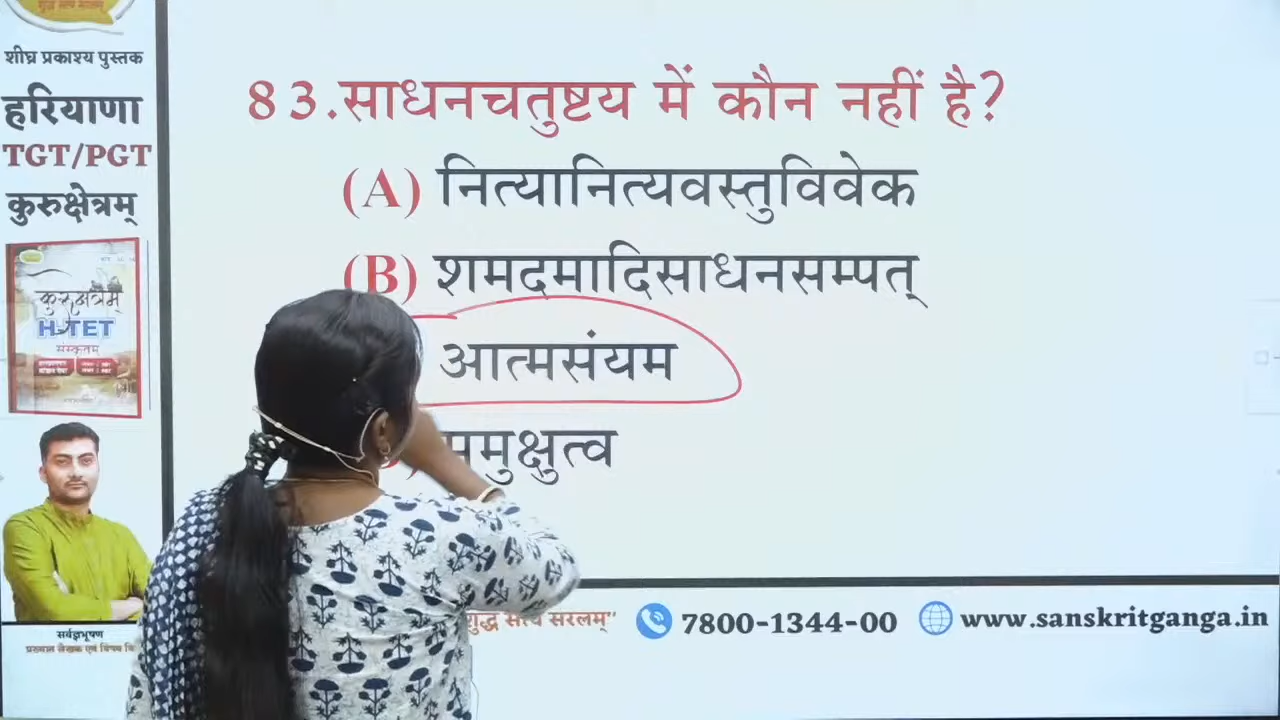 शीघ्र प्रकाश्य पुस्तक
हरियाणा
TGT/PGT
कुरुक्षेत्रम्
कुरुक्षेत्रम्
H-TET
संस्कृतम्
सर्वज्ञभूषण
83.साधनचतुष्टय में कौन नहीं है?
(A) नित्यानित्यवस्तुविवेक
(B) शमदमादिसाधनसम्पत्
आत्मसंयम
मुमुक्षुत्व
सरलम्”
7800-1344-00
www.sanskritganga.in